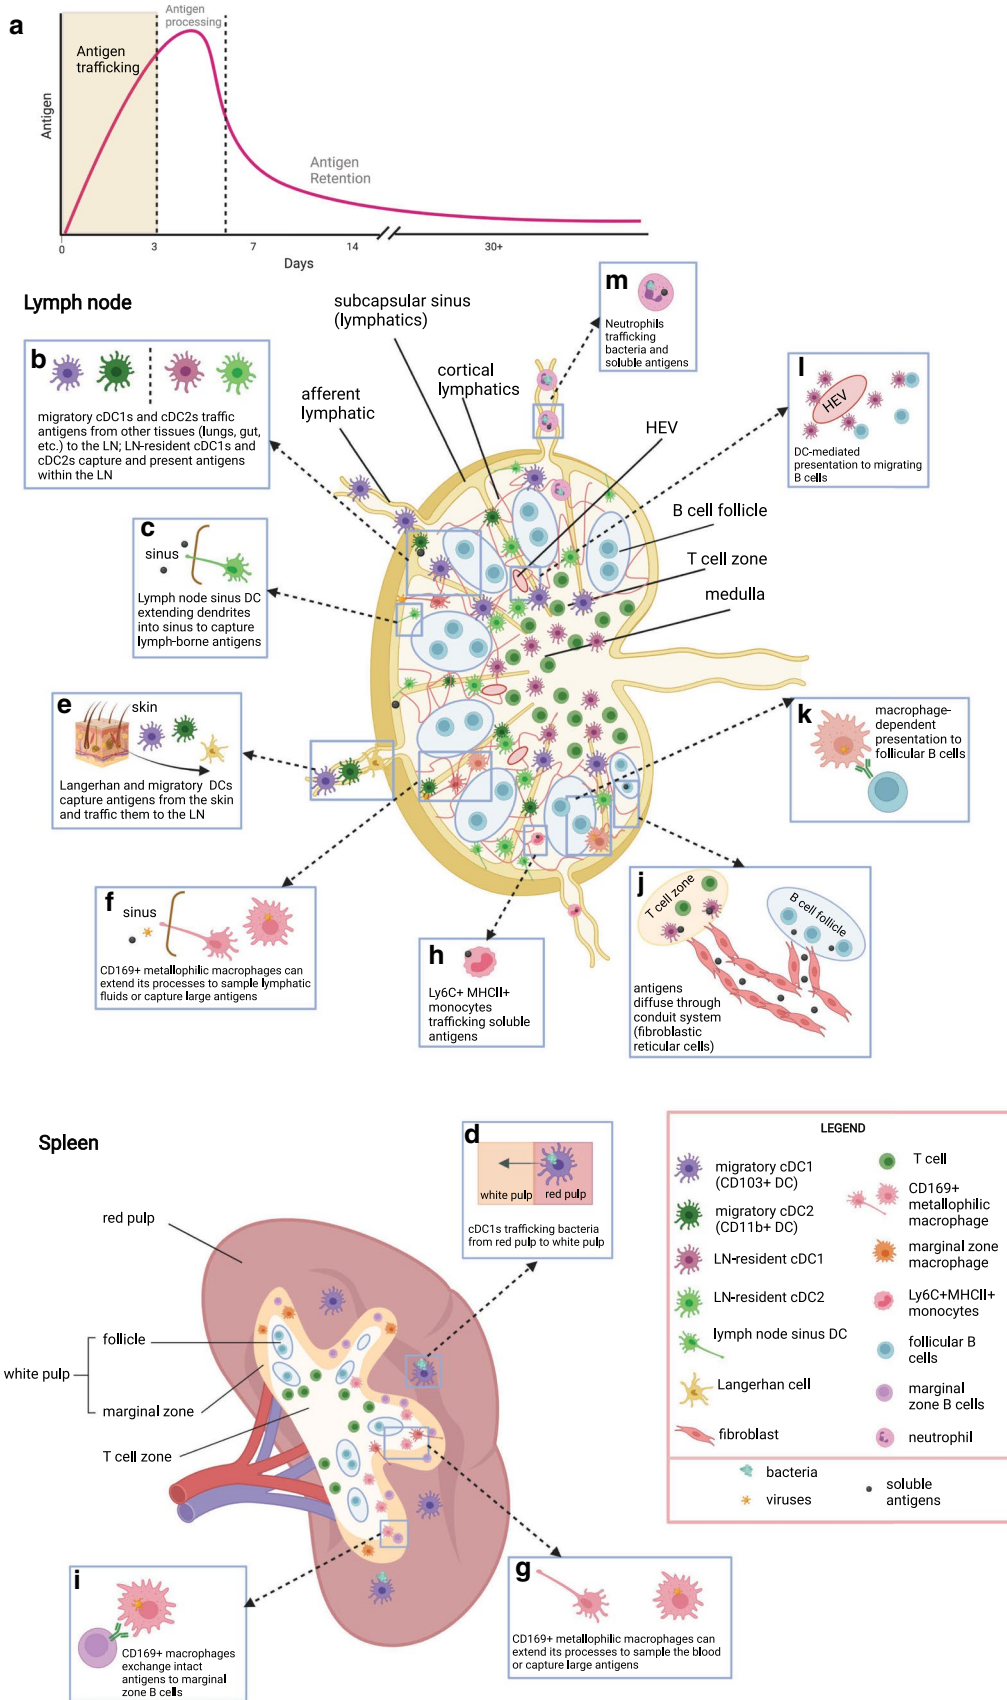 a
Antigen
processing
Antigen
trafficking
Antigen
Antigen
Retention
0
3
7
14
30+
Days
Lymph node
b
migratory cDC1s and cDC2s traffic
antigens from other tissues (lungs, gut,
etc.) to the LN; LN-resident cDC1s and
cDC2s capture and present antigens
within the LN
subcapsular sinus
(lymphatics)
afferent
lymphatic
cortical
lymphatics
m
Neutrophils
trafficking
bacteria and
soluble antigens
HEV
l
HEV
DC-mediated
presentation to migrating
B cells
B cell follicle
T cell zone
medulla
c
sinus
Lymph node sinus DC
extending dendrites
into sinus to capture
lymph-borne antigens
e
skin
Langerhan and migratory DCs
capture antigens from the skin
and traffic them to the LN
k
macrophage-
dependent
presentation to
follicular B cells
f
sinus
CD169+ metallophilic macrophages can
extend its processes to sample lymphatic
fluids or capture large antigens
h
Ly6C+ MHCII+
monocytes
trafficking soluble
antigens
j
T cell zone
B cell follicle
antigens
diffuse through
conduit system
(fibroblastic
reticular cells)
Spleen
d
white pulp
red pulp
cDC1s trafficking bacteria
from red pulp to white pulp
red pulp
follicle
white pulp
marginal zone
T cell zone
i
CD169+ macrophages
exchange intact
antigens to marginal
zone B cells
g
CD169+ metallophilic macrophages can
extend its processes to sample the blood
or capture large antigens
LEGEND
migratory cDC1
(CD103+ DC)
migratory cDC2
(CD11b+ DC)
LN-resident cDC1
LN-resident cDC2
lymph node sinus DC
Langerhan cell
fibroblast
T cell
CD169+
metallophilic
macrophage
marginal zone
macrophage
Ly6C+MHCII+
monocytes
follicular B
cells
marginal
zone B cells
neutrophil
bacteria
viruses
soluble
antigens